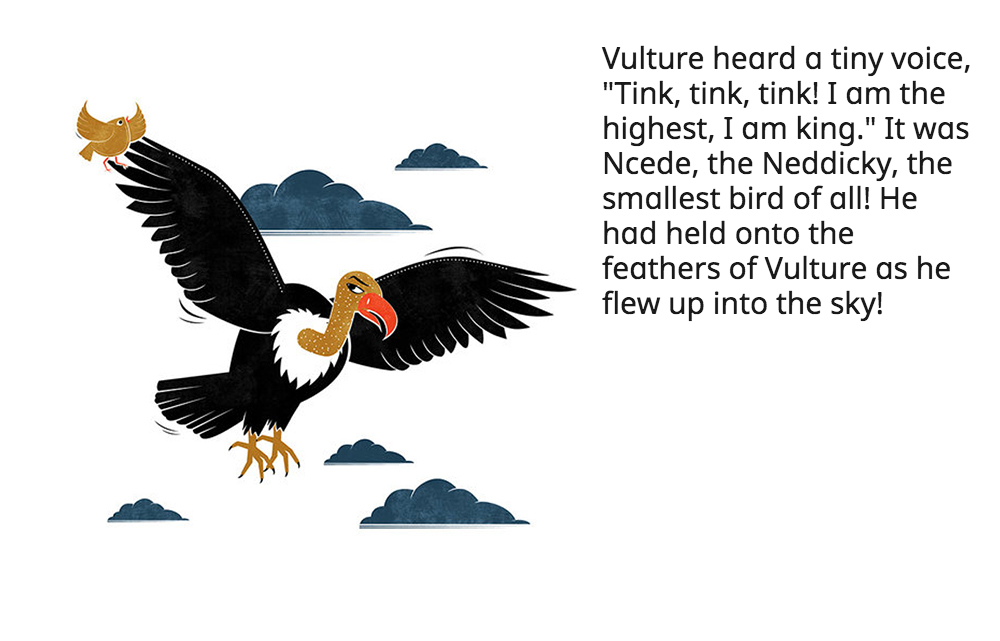 Vulture heard a tiny voice,
"Tink, tink, tink! I am the
highest, I am king." It was
Ncede, the Neddicky, the
smallest bird of all! He
had held onto the
feathers of Vulture as he
flew up into the sky!